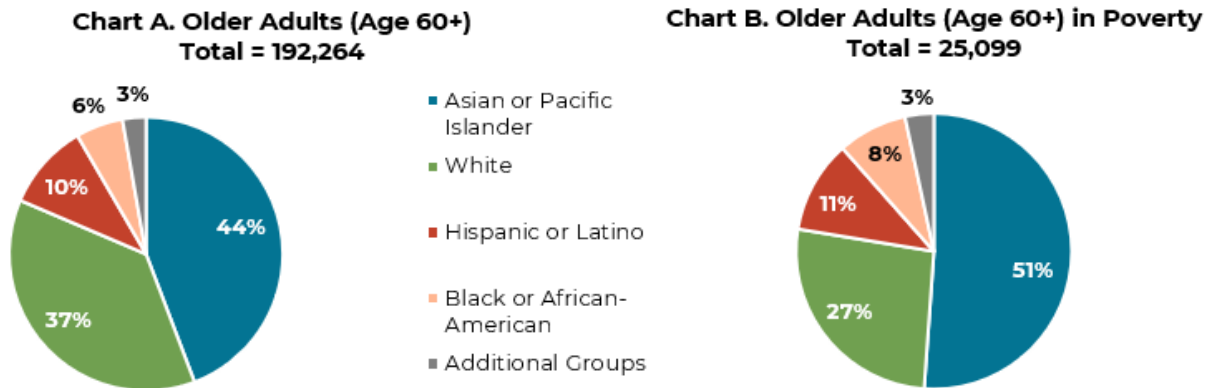 Chart A. Older Adults (Age 60+)
Total = 192,264
3%
6%
10%
44%
37%
Asian or Pacific
Islander
White
Hispanic or Latino
Black or African-
American
Additional Groups
Chart B. Older Adults (Age 60+) in Poverty
Total = 25,099
3%
8%
11%
51%
27%